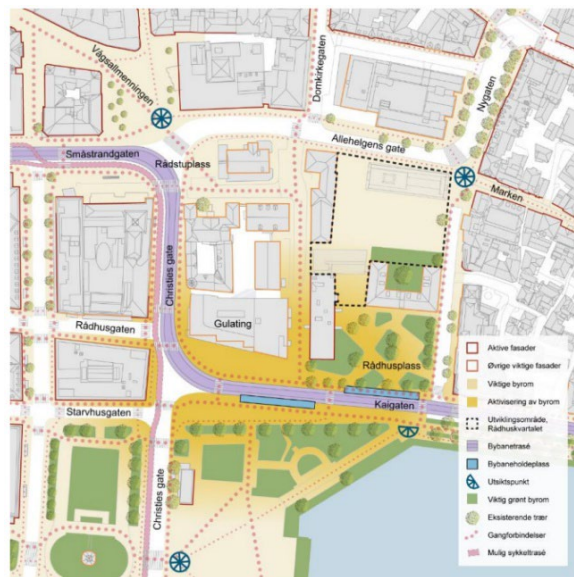 Vågsallmenningen
Domkirkegaten
Nygaten
Allehelgens gate
Småstrandgaten
Rådstuplass
Marken
Christies gate
Gulating
Rådhusgaten
Rådhusplass
Kaigaten
Starvhusgaten
Christies gate
Aktive fasader
Øvrige viktige fasader
Viktige byrom
Aktivisering av byrom
Utviklingsområde,
Rådhuskvartalet
Bybanetrasé
Bybaneholdeplass
Utsiktspunkt
Viktig grønt byrom
Eksisterende trær
Gangforbindelser
Mulig sykkeltrasé